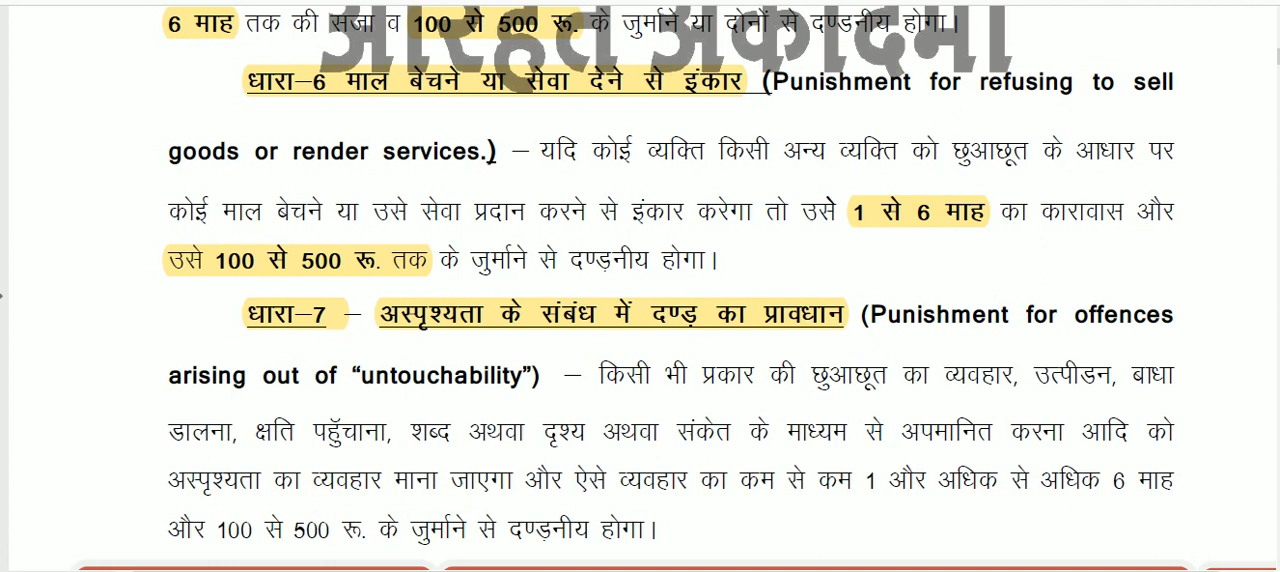 6 माह तक की सजा व 100 से 500 रू. के जुर्माने या दोनों से दण्डनीय होगा।
अरिहंत अकादमी
धारा–6 माल बेचने या सेवा देने से इंकार (Punishment for refusing to sell
goods or render services.) – यदि कोई व्यक्ति किसी अन्य व्यक्ति को छुआछूत के आधार पर
कोई माल बेचने या उसे सेवा प्रदान करने से इंकार करेगा तो उसे 1 से 6 माह का कारावास और
उसे 100 से 500 रू. तक के जुर्माने से दण्ड़नीय होगा।
धारा–7 – अस्पृश्यता के संबंध में दण्ड़ का प्रावधान (Punishment for offences
arising out of “untouchability”) – किसी भी प्रकार की छुआछूत का व्यवहार, उत्पीडन, बाधा
डालना, क्षति पहुँचाना, शब्द अथवा दृश्य अथवा संकेत के माध्यम से अपमानित करना आदि को
अस्पृश्यता का व्यवहार माना जाएगा और ऐसे व्यवहार का कम से कम 1 और अधिक से अधिक 6 माह
और 100 से 500 रू. के जुर्माने से दण्ड़नीय होगा।